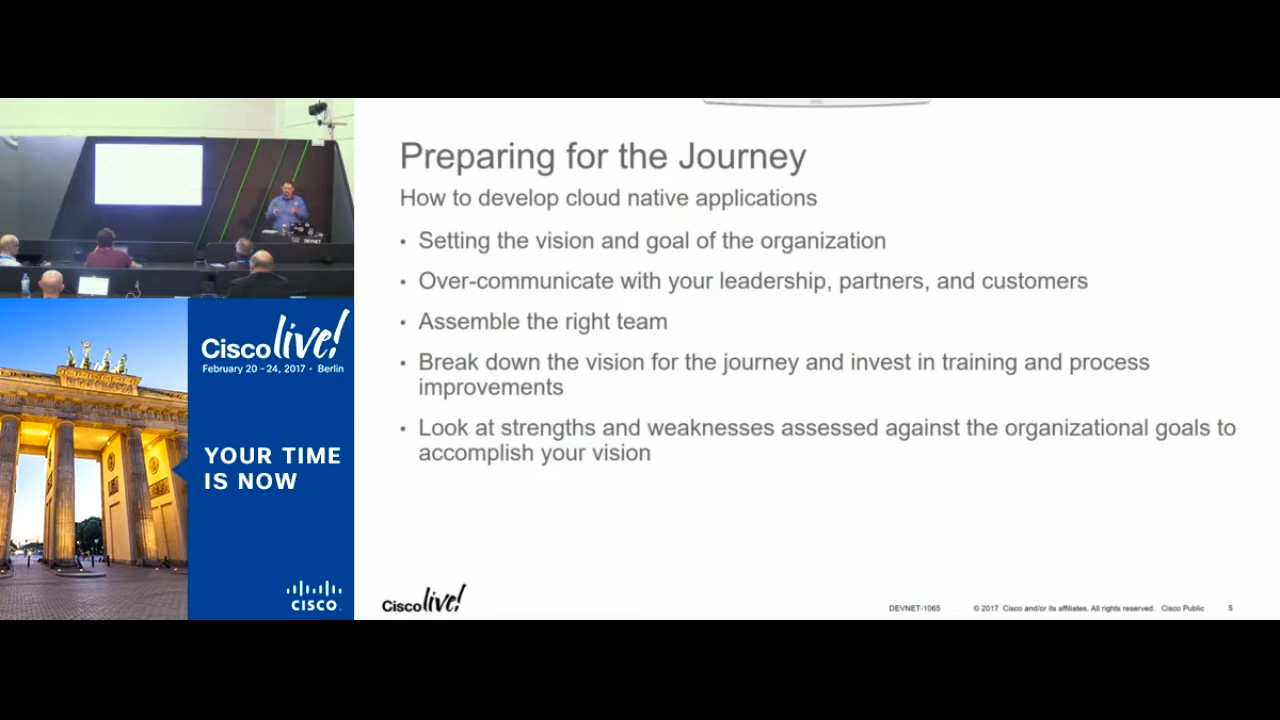 Preparing for the Journey
How to develop cloud native applications
• Setting the vision and goal of the organization
• Over-communicate with your leadership, partners, and customers
• Assemble the right team
• Break down the vision for the journey and invest in training and process
improvements
• Look at strengths and weaknesses assessed against the organizational goals to
accomplish your vision
Cisco live!
DEVNET-1065 © 2017 Cisco and/or its affiliates. All rights reserved. Cisco Public 5
DEVNET
Cisco live!
February 20 - 24, 2017 • Berlin
YOUR TIME
IS NOW
CISCO.